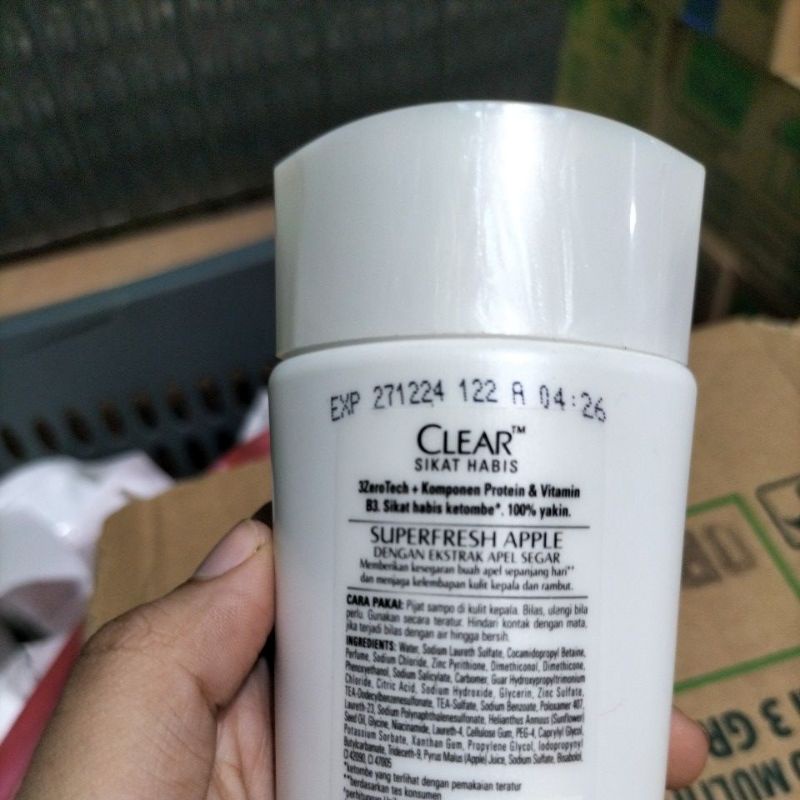 EXP 271224 122 A 04:26
CLEAR™
SIKAT HABIS
3ZeroTech + Komponen Protein & Vitamin
B3. Sikat habis ketombe*. 100% yakin.
SUPERFRESH APPLE
DENGAN EKSTRAK APEL SEGAR
Memberikan kesegaran buah apel sepanjang hari**
dan menjaga kelembapan kulit kepala dan rambut.
CARA PAKAI: Pijat sampo di kulit kepala. Bilas, ulangi bila
perlu. Gunakan secara teratur. Hindari kontak dengan mata,
jika terjadi bilas dengan air hingga bersih.
INGREDIENTS: Water, Sodium Laureth Sulfate, Cocamidopropyl Betaine,
Perfume, Sodium Chloride, Zinc Pyrithione, Dimethiconol, Dimethicone,
Phenoxyethanol, Sodium Salicylate, Carbomer, Guar Hydroxypropyltrimonium
Chloride, Citric Acid, Sodium Hydroxide, Glycerin, Zinc Sulfate,
TEA-Dodecylbenzenesulfonate, TEA-Sulfate, Sodium Benzoate, Poloxamer 407,
Laureth-23, Sodium Polynaphthalenesulfonate, Helianthus Annuus (Sunflower)
Seed Oil, Glycine, Niacinamide, Laureth-4, Cellulose Gum, PEG-4, Caprylyl Glycol,
Potassium Sorbate, Xanthan Gum, Propylene Glycol, Iodopropynyl
Butylcarbamate, Trideceth-9, Pyrus Malus (Apple) Juice, Sodium Sulfate, Bisabolol,
CI 42090, CI 47005
*ketombe yang terlihat dengan pemakaian teratur
**berdasarkan tes konsumen
3 GR
MULTI